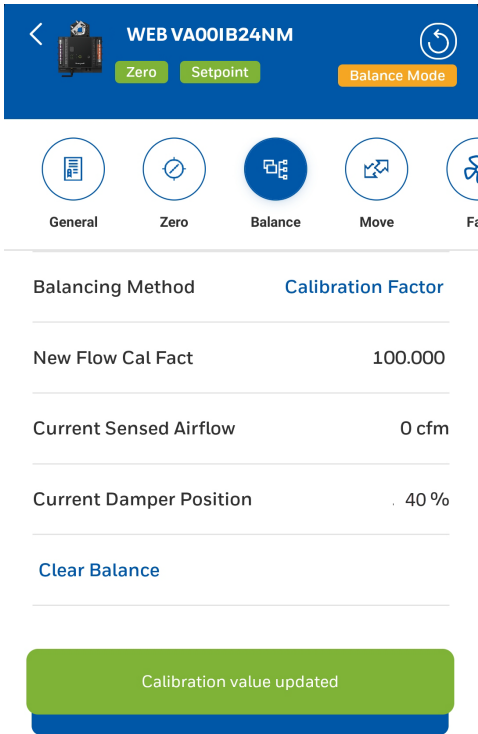 WEB VA00IB24NM
Zero Setpoint
Balance Mode
General Zero Balance Move Fa
Balancing Method Calibration Factor
New Flow Cal Fact 100.000
Current Sensed Airflow 0 cfm
Current Damper Position 40 %
Clear Balance
Calibration value updated